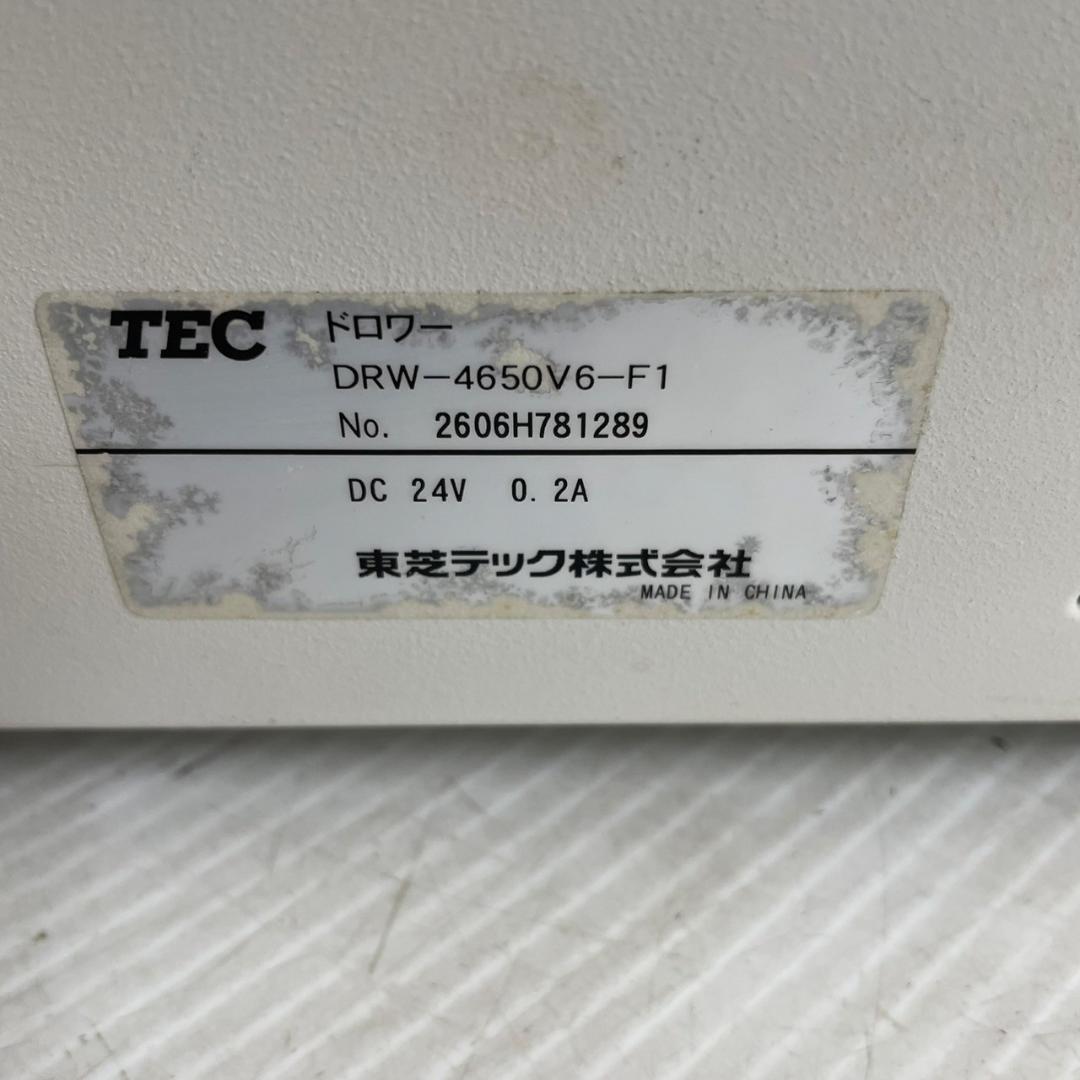 TEC ドロワー
DRW-4650V6-F1
No. 2606H781289
DC 24V 0.2A
東芝テック株式会社
MADE IN CHINA